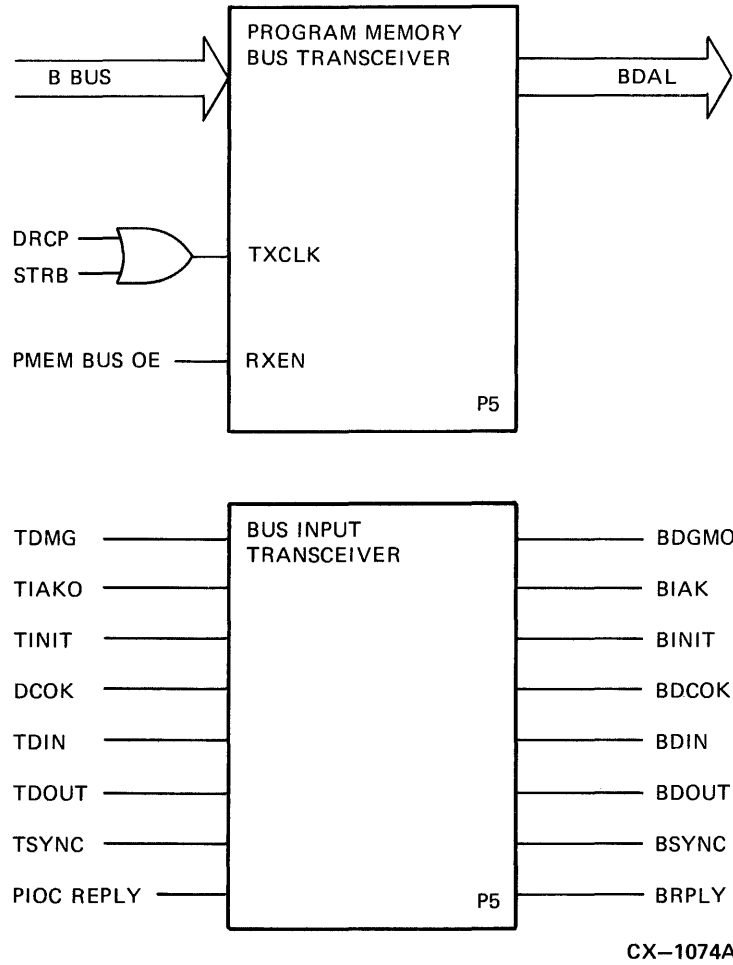 PROGRAM MEMORY
BUS TRANSCEIVER
B BUS
BDAL
DRCP
STRB
TXCLK
PMEM BUS OE
RXEN
P5
BUS INPUT
TRANSCEIVER
TDMG
BDGMO
TIAKO
BIAK
TINIT
BINIT
DCOK
BDCOK
TDIN
BDIN
TDOUT
BDOUT
TSYNC
BSYNC
PIOC REPLY
P5
BRPLY
CX–1074A